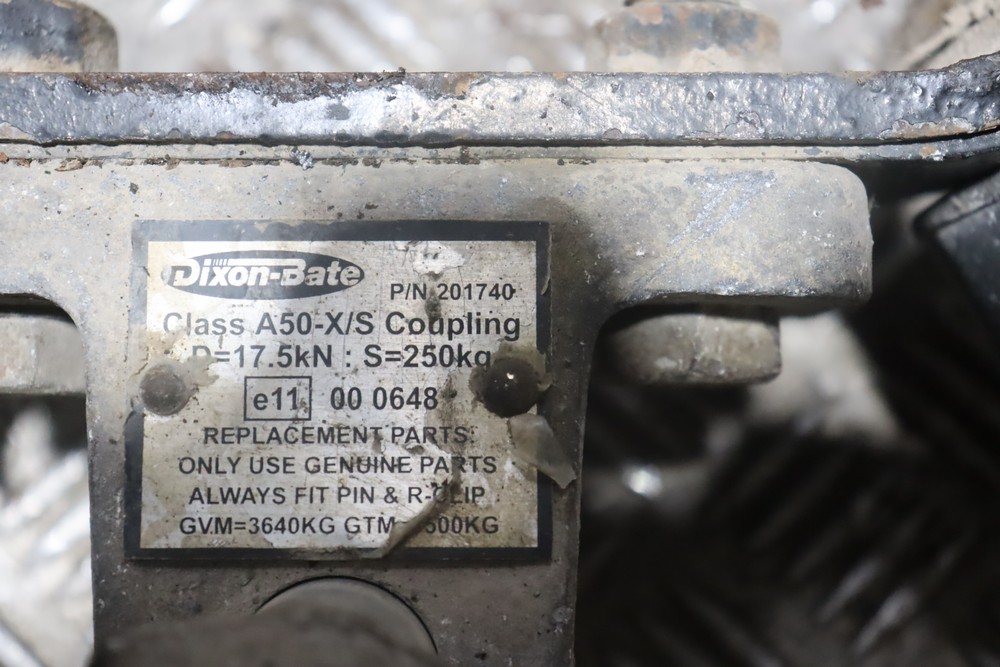 Dixon-Bate
P/N 201740
Class A50-X/S Coupling
D=17.5kN : S=250kg
e11 00 0648
REPLACEMENT PARTS:
ONLY USE GENUINE PARTS
ALWAYS FIT PIN & R-CLIP
GVM=3640KG GTM